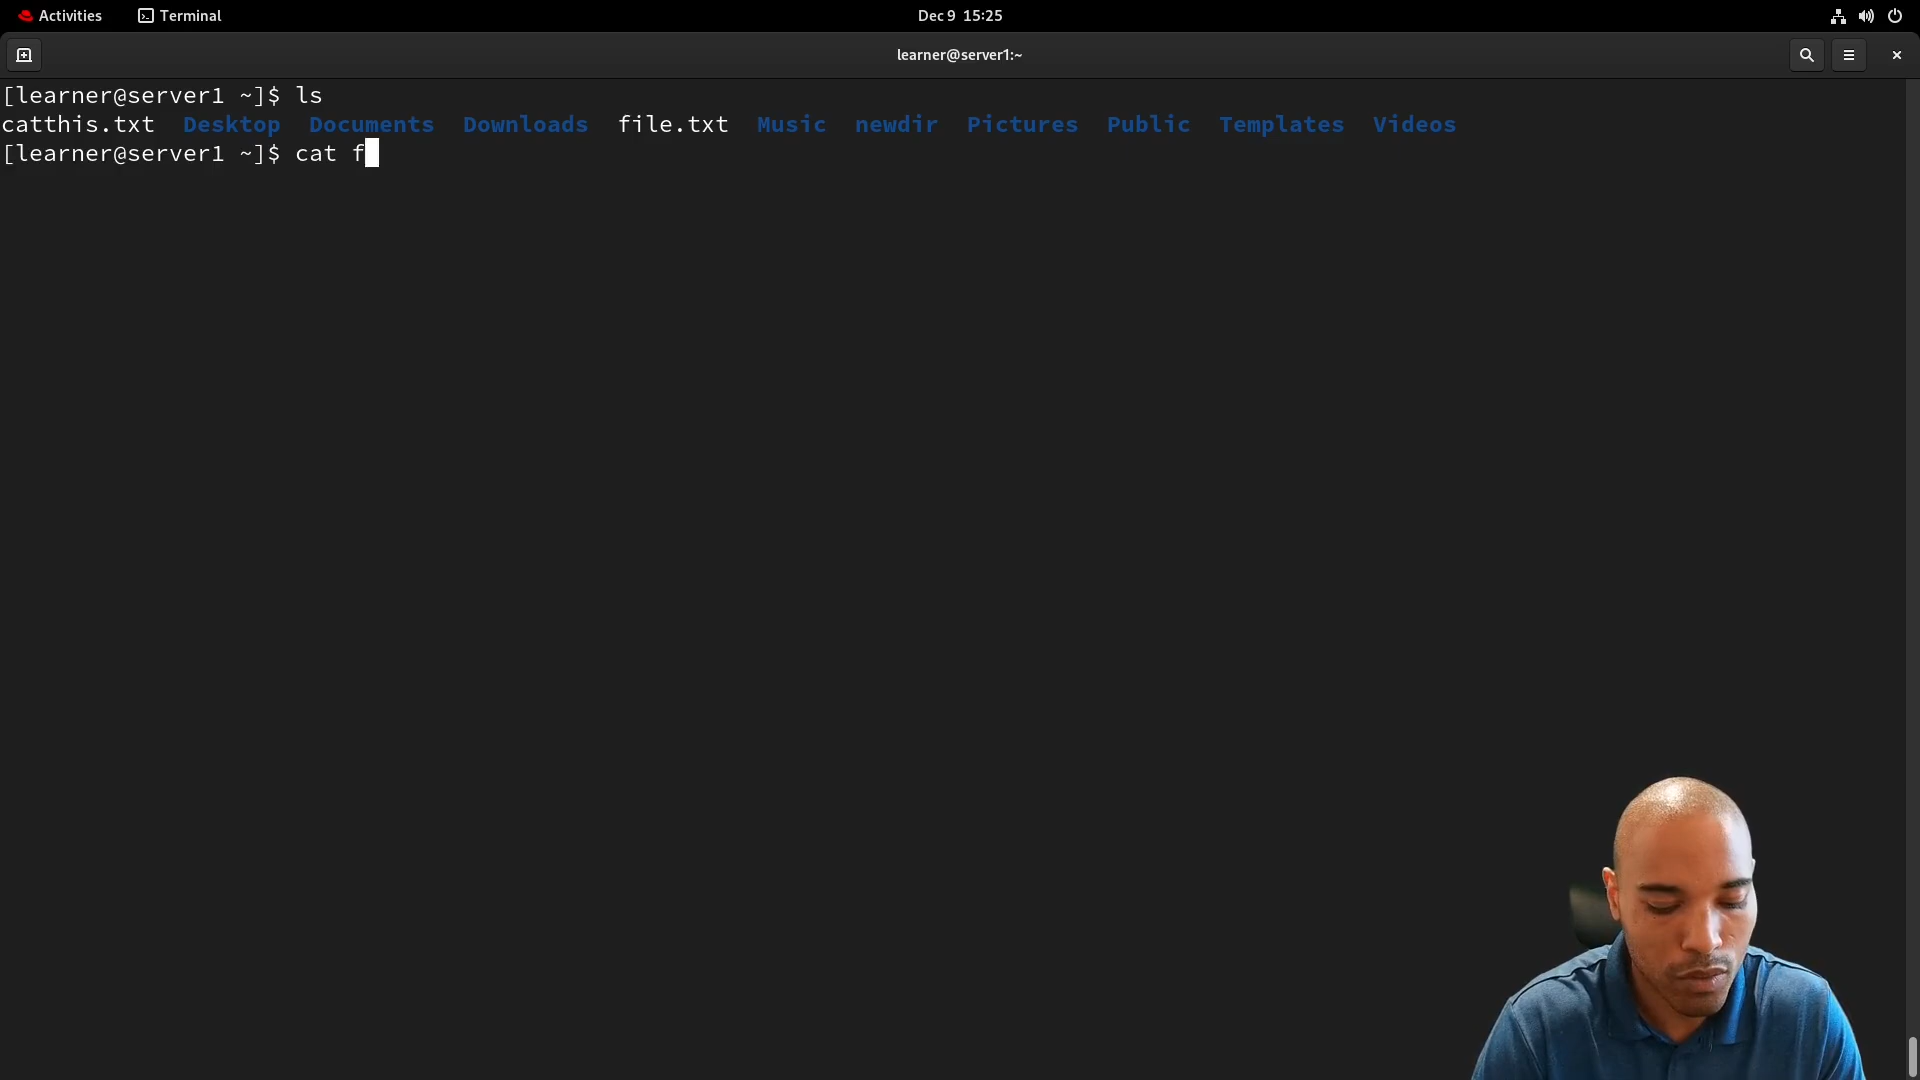 Activities Terminal Dec 9 15:25
learner@server1:~
[learner@server1 ~]$ ls
catthis.txt Desktop Documents Downloads file.txt Music newdir Pictures Public Templates Videos
[learner@server1 ~]$ cat f